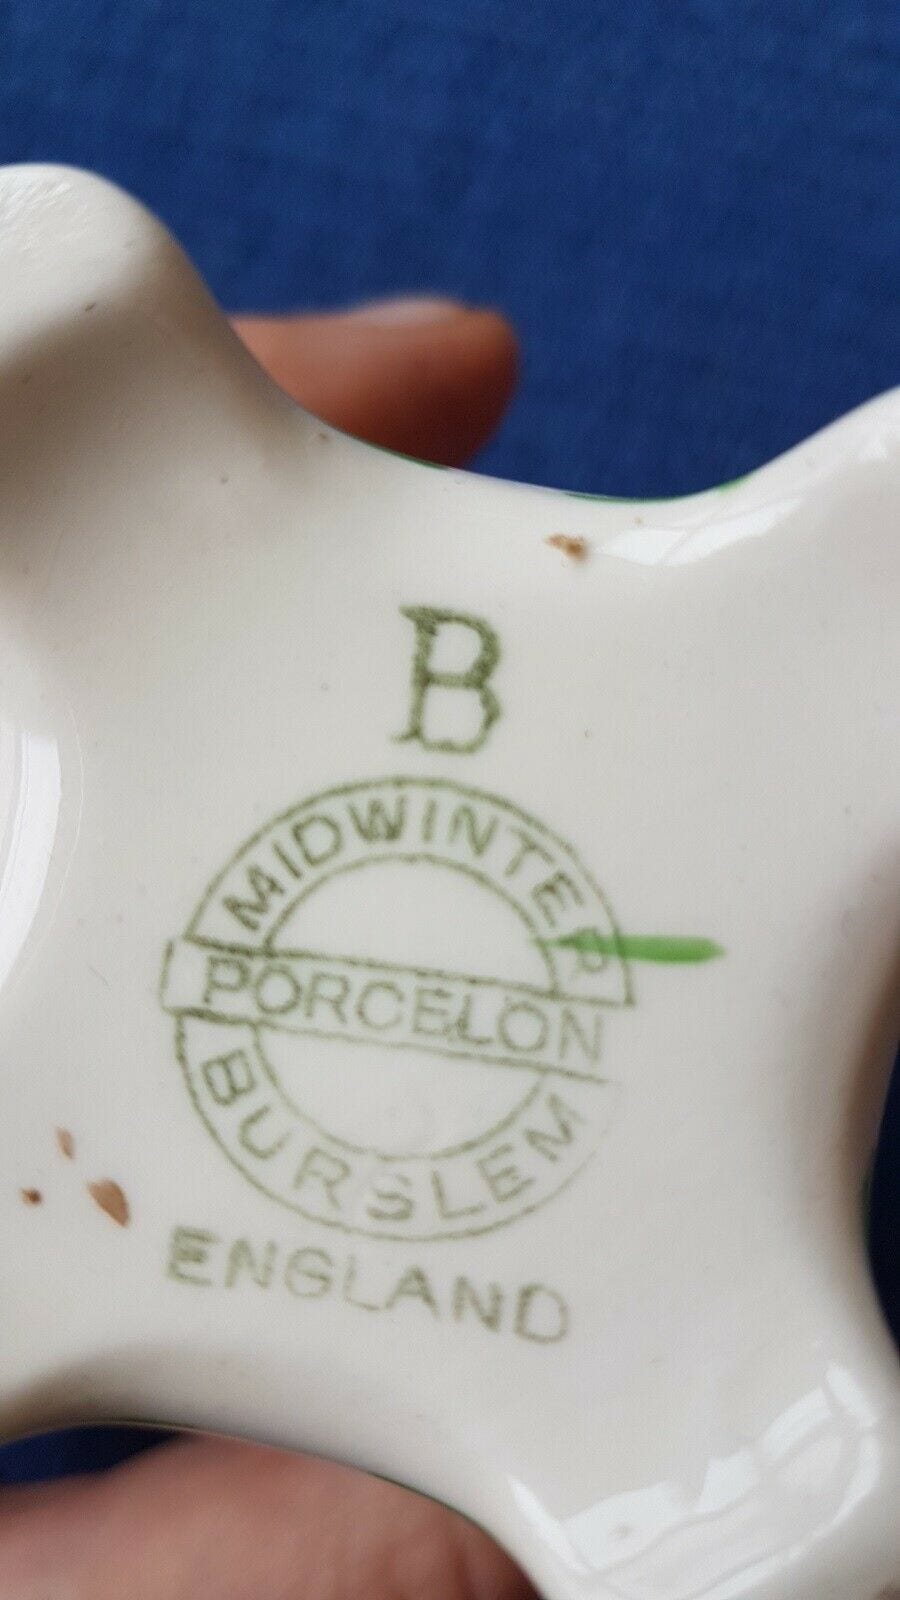 B
MIDWINTER
PORCELON
BURSLEM
ENGLAND